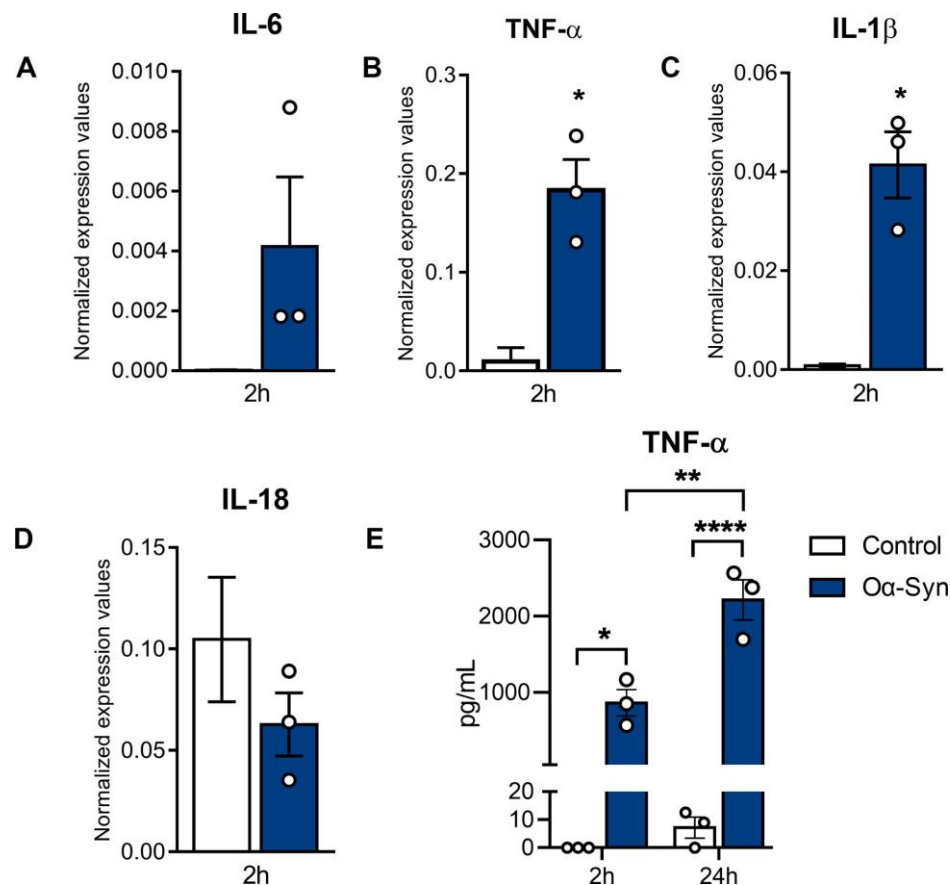 IL-6
A
Normalized expression values
0.010
0.008
0.006
0.004
0.002
0.000
2h
TNF-α
B
Normalized expression values
0.3
0.2
0.1
0.0
*
2h
IL-1β
C
Normalized expression values
0.06
0.04
0.02
0.00
*
2h
IL-18
D
Normalized expression values
0.15
0.10
0.05
0.00
2h
TNF-α
E
pg/mL
3000
2000
1000
20
10
0
*
**
****
2h 24h
Control
Oα-Syn